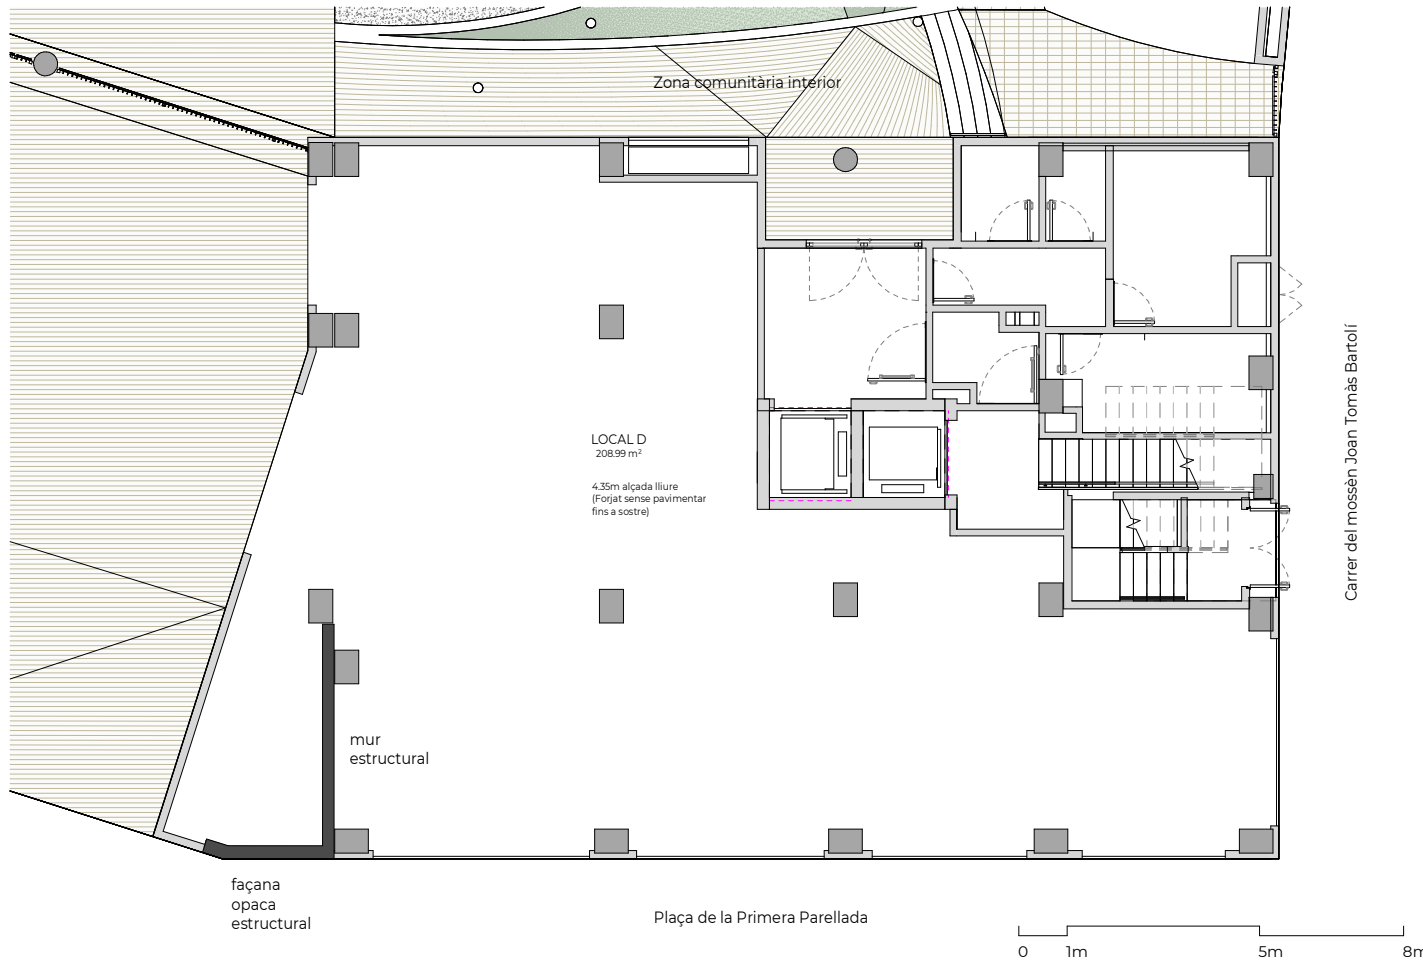 Zona comunitària interior
Carrer del mossèn Joan Tomàs Bartolí
LOCAL D
208.99 m²
4.35m alçada lliure
(Forjat sense pavimentar
fins a sostre)
mur
estructural
façana
opaca
estructural
Plaça de la Primera Parellada
0 1m 5m 8m